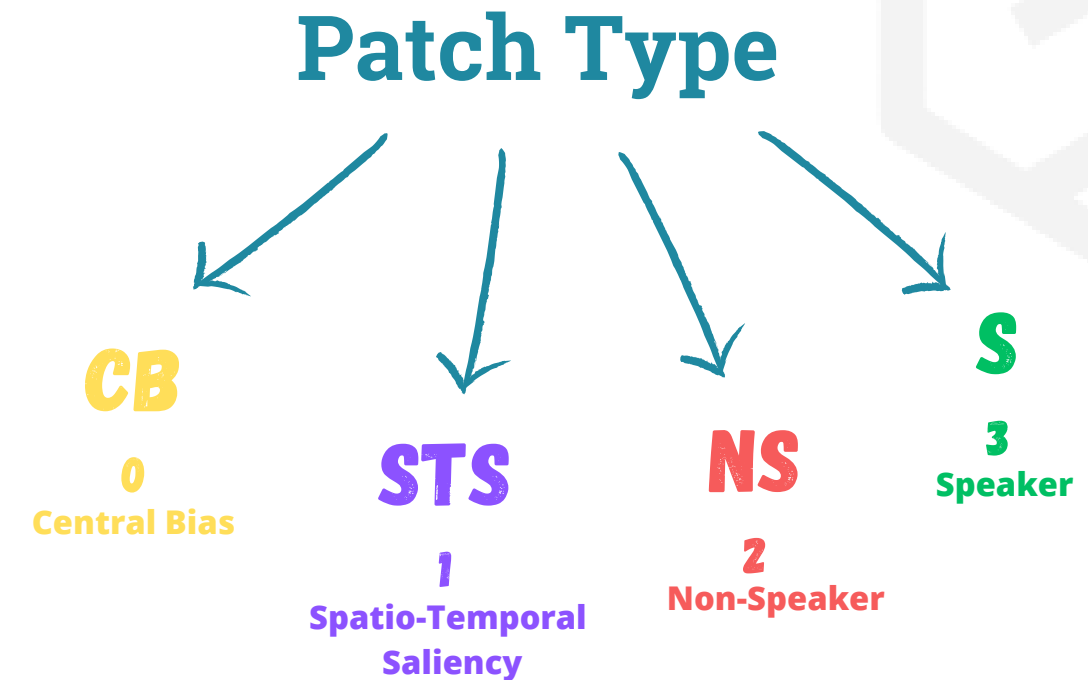 Patch Type
CB
0
Central Bias
STS
1
Spatio-Temporal
Saliency
NS
2
Non-Speaker
S
3
Speaker